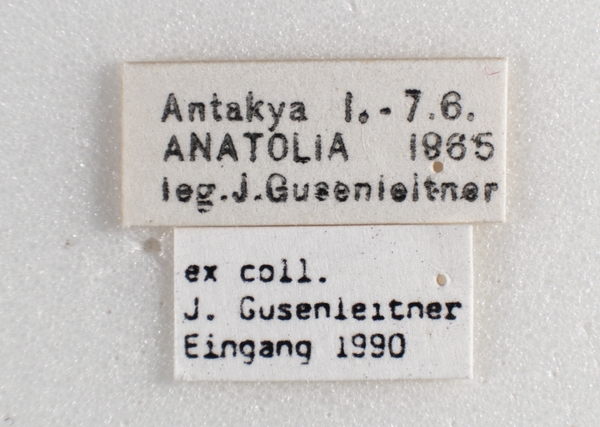 Antakya 1.-7.6.
ANATOLIA 1965
leg.J.Gusenleitner
ex coll.
J. Gusenleitner
Eingang 1990